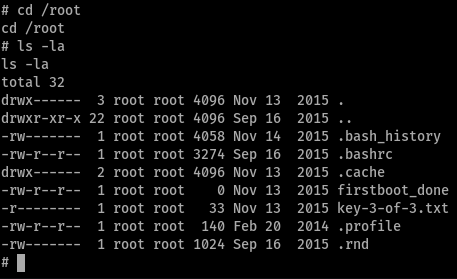 # cd /root
cd /root
# ls -la
ls -la
total 32
drwx------  3 root root 4096 Nov 13  2015 .
drwxr-xr-x 22 root root 4096 Sep 16  2015 ..
-rw-------  1 root root 4058 Nov 14  2015 .bash_history
-rw-r--r--  1 root root 3274 Sep 16  2015 .bashrc
drwx------  2 root root 4096 Nov 13  2015 .cache
-rw-r--r--  1 root root    0 Nov 13  2015 firstboot_done
-r--------  1 root root   33 Nov 13  2015 key-3-of-3.txt
-rw-r--r--  1 root root  140 Feb 20  2014 .profile
-rw-------  1 root root 1024 Sep 16  2015 .rnd
#